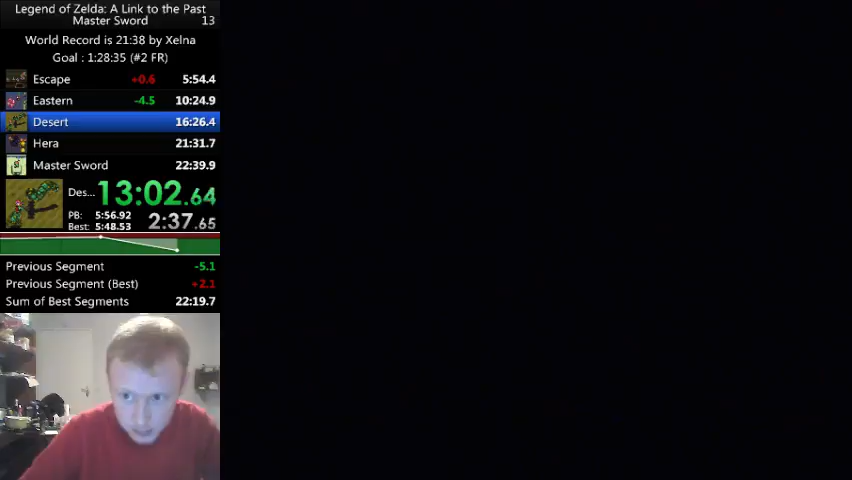 Legend of Zelda: A Link to the Past
Master Sword 13
World Record is 21:38 by Xelna
Goal : 1:28:35 (#2 FR)
Escape +0.6 5:54.4
Eastern -4.5 10:24.9
Desert 16:26.4
Hera 21:31.7
Master Sword 22:39.9
Des... 13:02.64
PB: 5:56.92 2:37.65
Best: 5:48.53
Previous Segment -5.1
Previous Segment (Best) +2.1
Sum of Best Segments 22:19.7